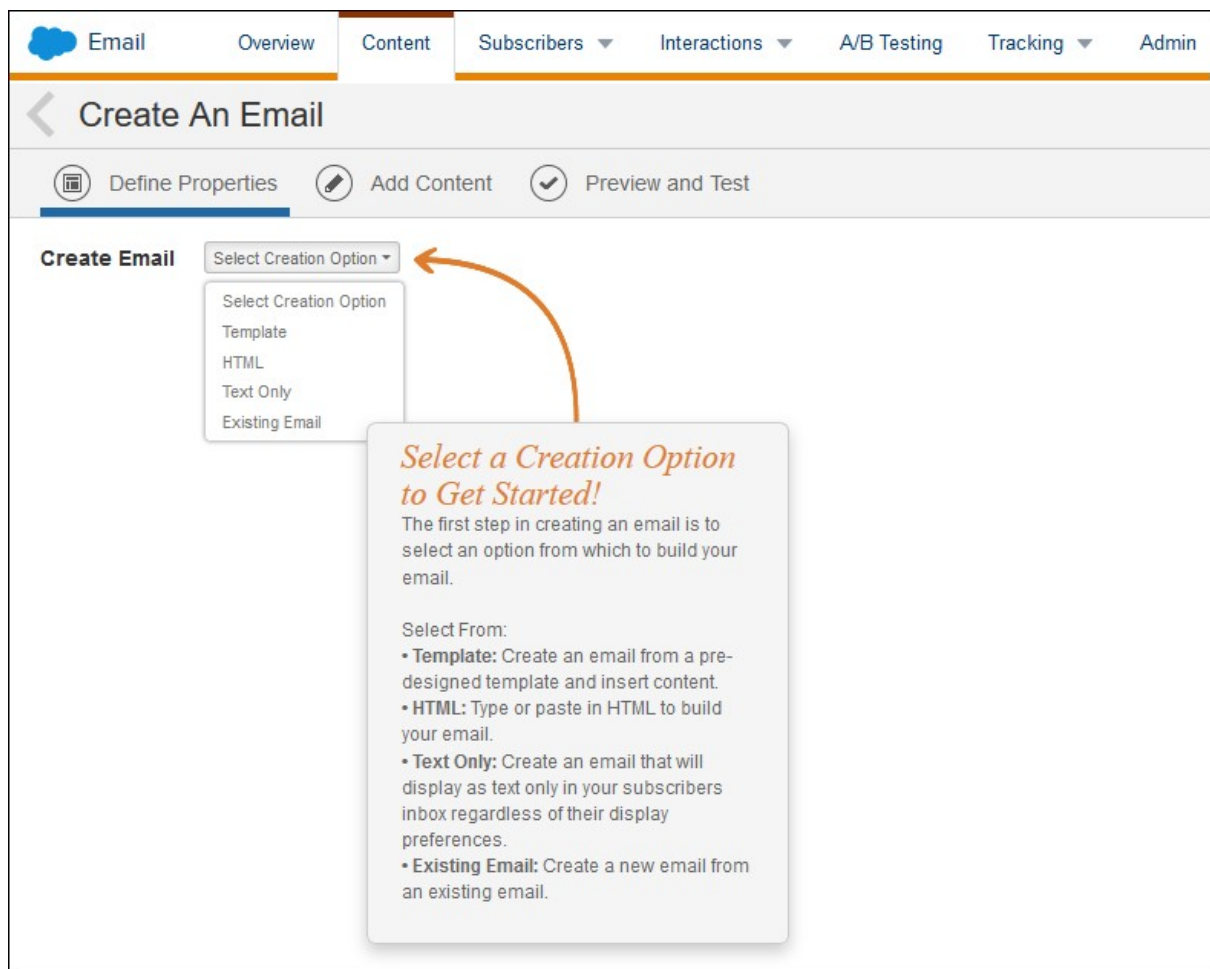 Email Overview Content Subscribers Interactions A/B Testing Tracking Admin
Create An Email
Define Properties Add Content Preview and Test
Create Email Select Creation Option
Select Creation Option
Template
HTML
Text Only
Existing Email
Select a Creation Option
to Get Started!
The first step in creating an email is to
select an option from which to build your
email.
Select From:
• Template: Create an email from a pre-
designed template and insert content.
• HTML: Type or paste in HTML to build
your email.
• Text Only: Create an email that will
display as text only in your subscribers
inbox regardless of their display
preferences.
• Existing Email: Create a new email from
an existing email.